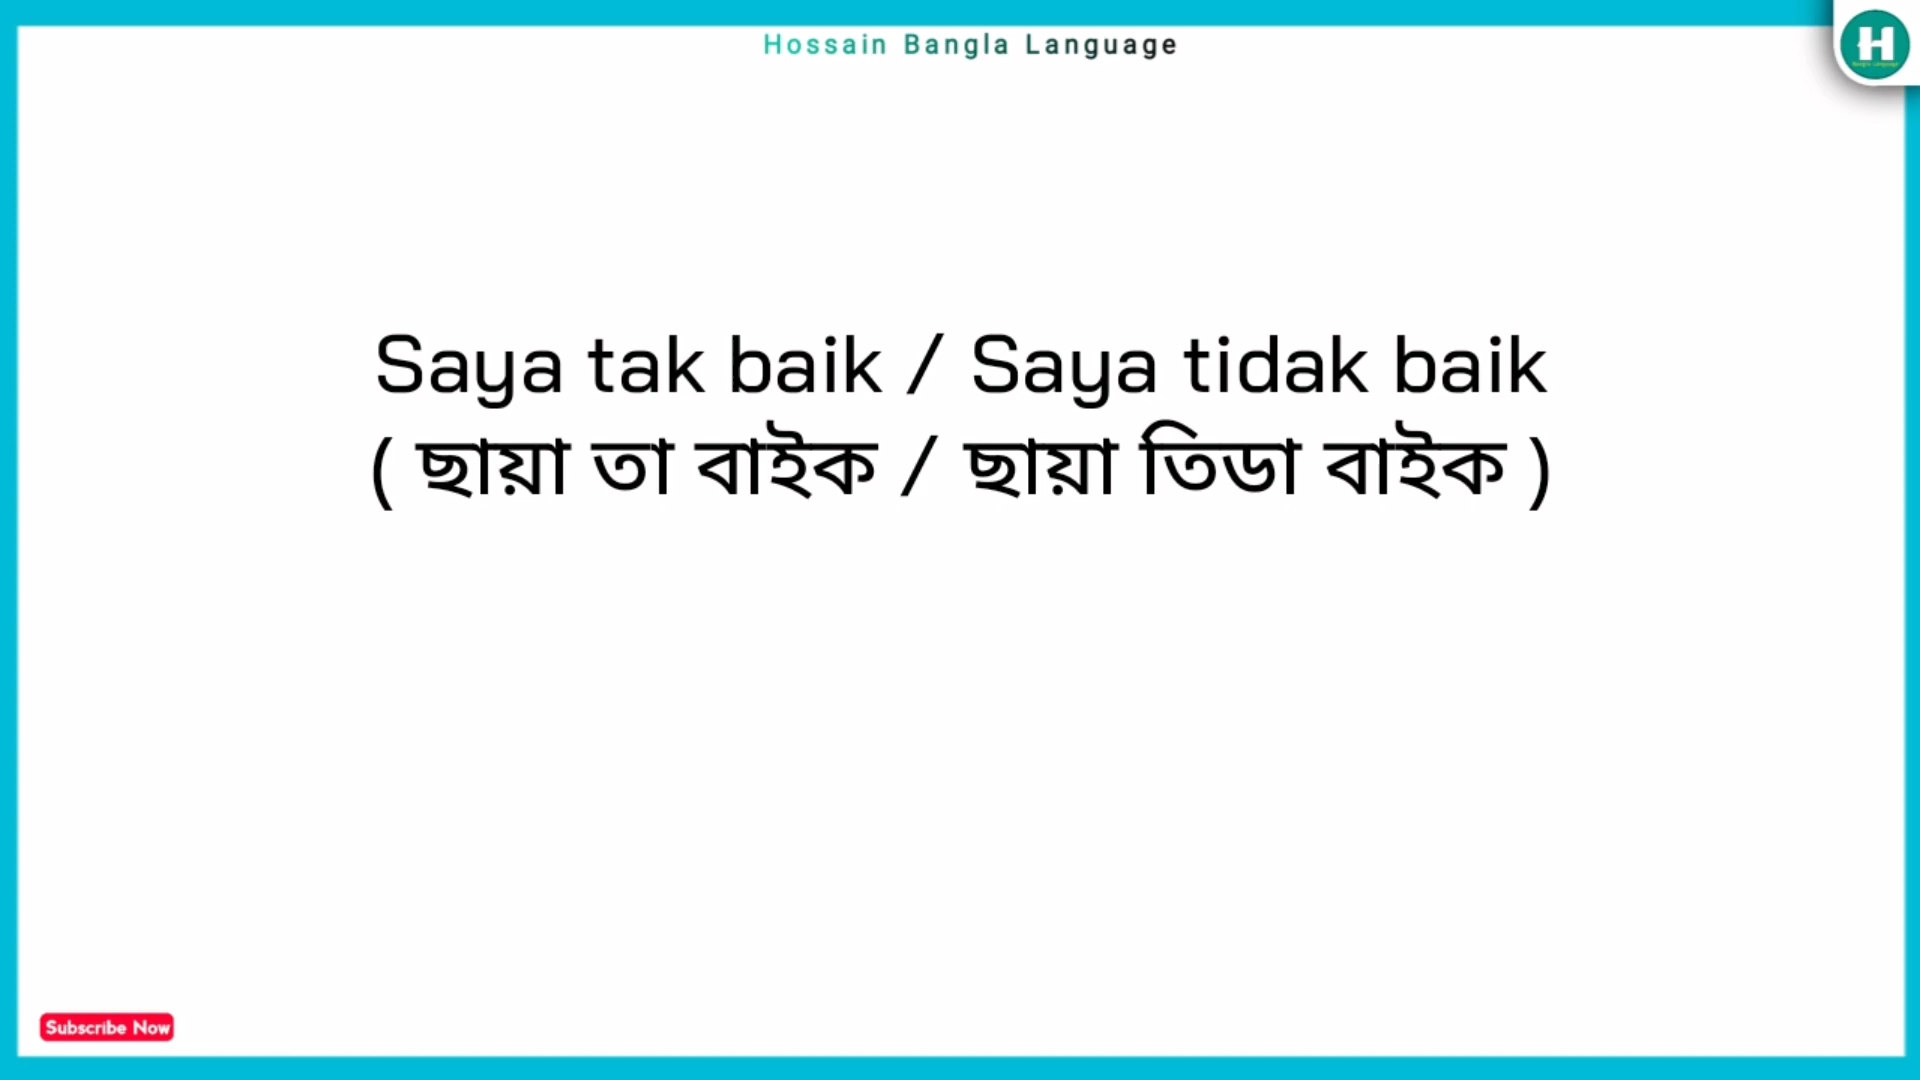 Hossain Bangla Language
H
Saya tak baik / Saya tidak baik
( ছায়া তা বাইক / ছায়া তিডা বাইক )
Subscribe Now